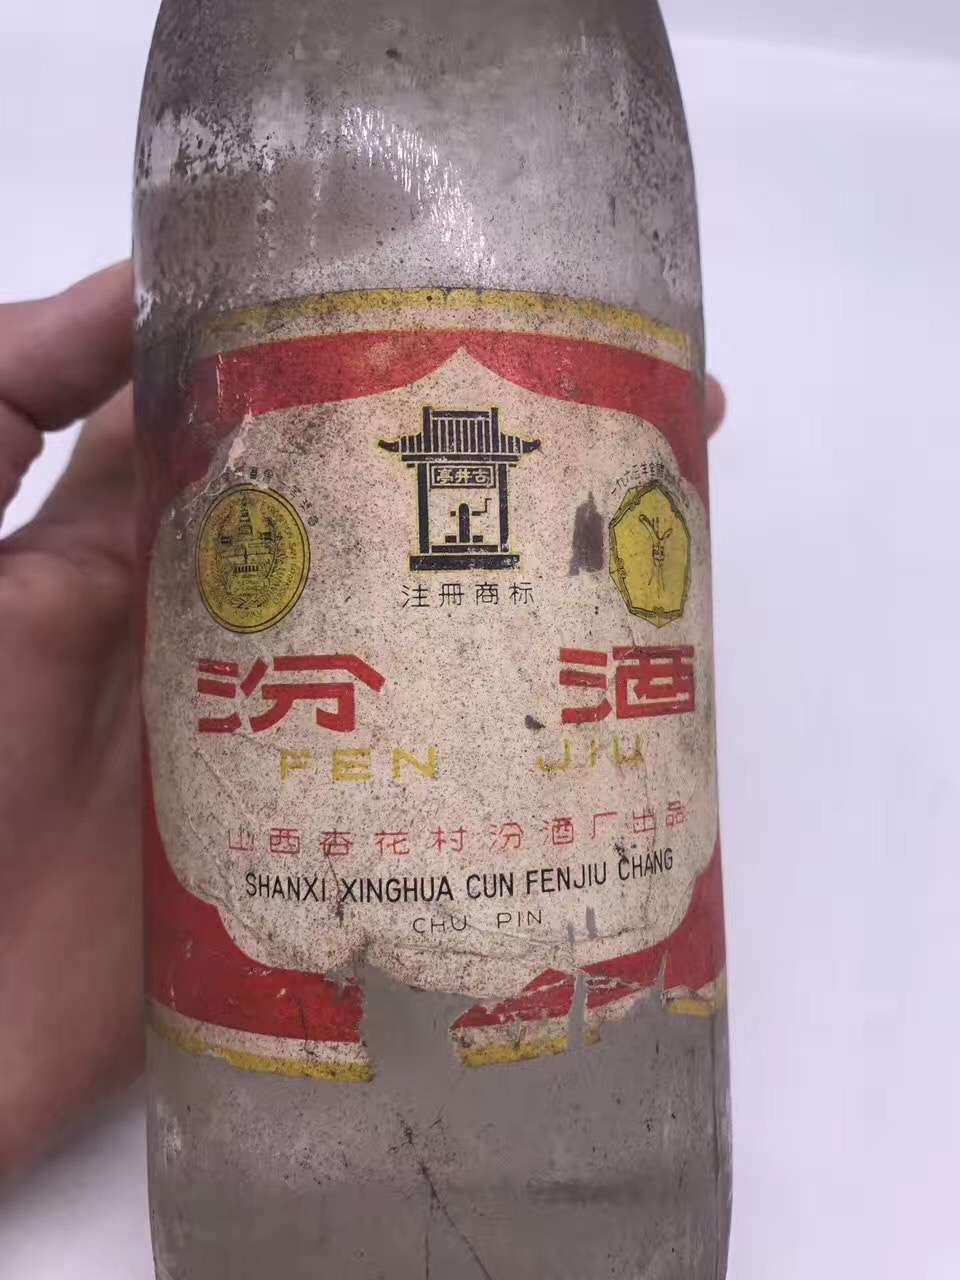 古井亭
注册商标
汾 酒
FEN JIU
山西杏花村汾酒厂出品
SHANXI XINGHUA CUN FENJIU CHANG
CHU PIN